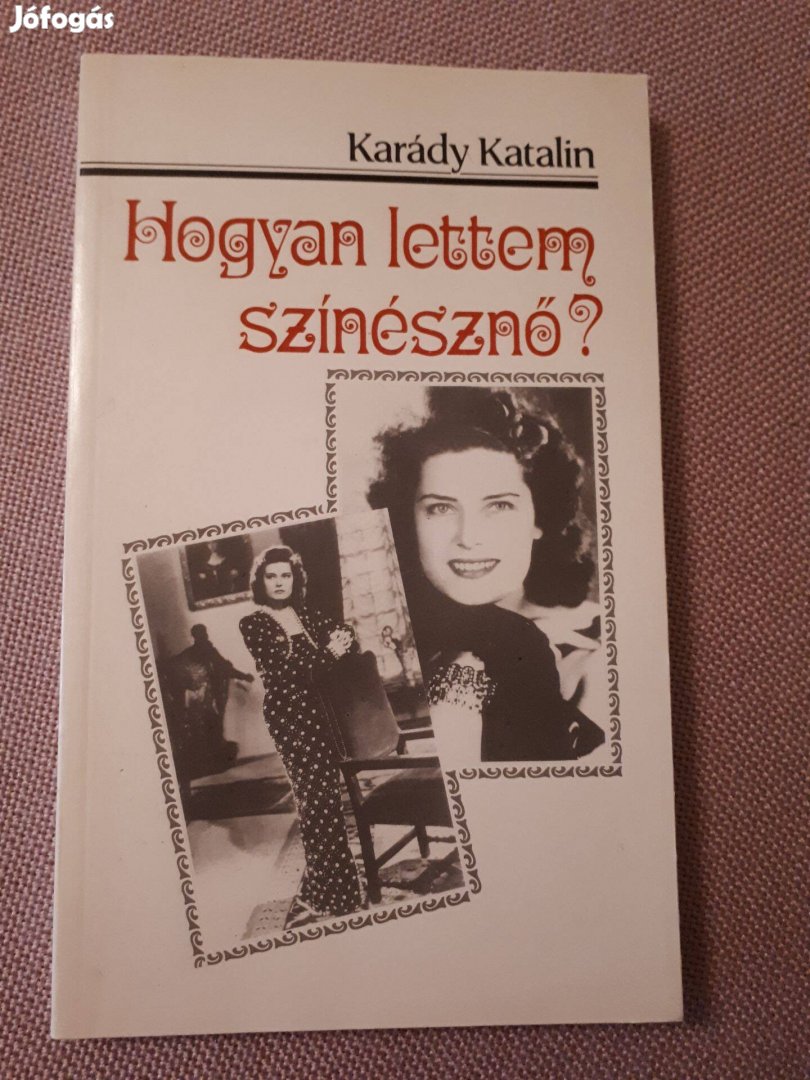 Jófogás
Karády Katalin
Hogyan lettem
színésznő?